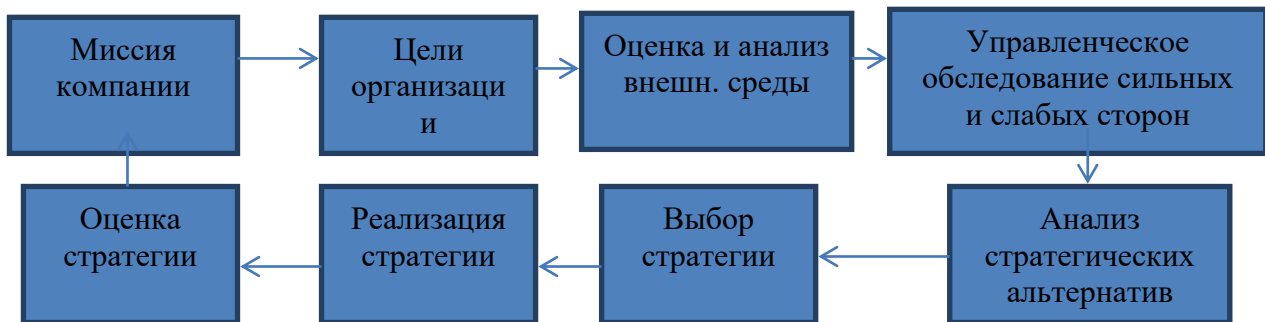 Миссия
компании
Цели
организаци
и
Оценка и анализ
внешн. среды
Управленческое
обследование сильных
и слабых сторон
Оценка
стратегии
Реализация
стратегии
Выбор
стратегии
Анализ
стратегических
альтернатив